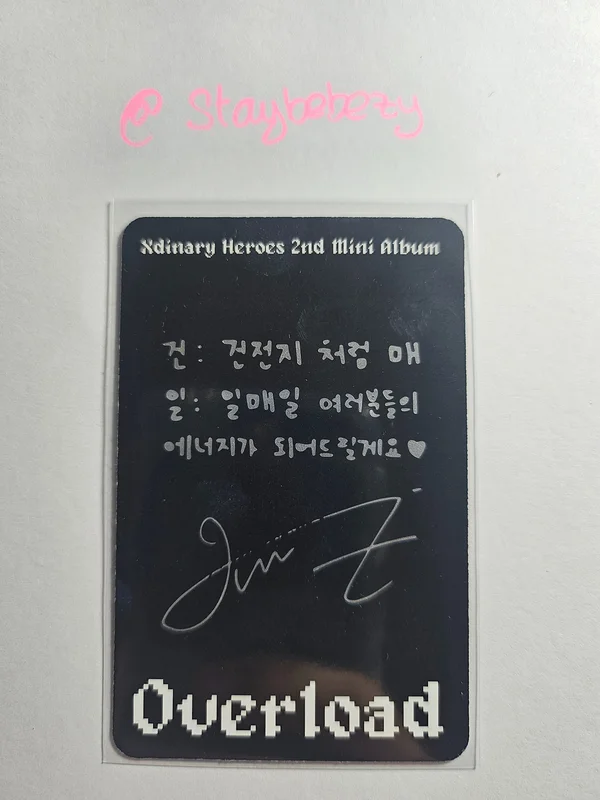 @ Staybebezy
Xdinary Heroes 2nd Mini Album
건: 건전지 처럼 매
일: 일매일 여러분들의
에너지가 되어드릴게요♥
Jun
Overload